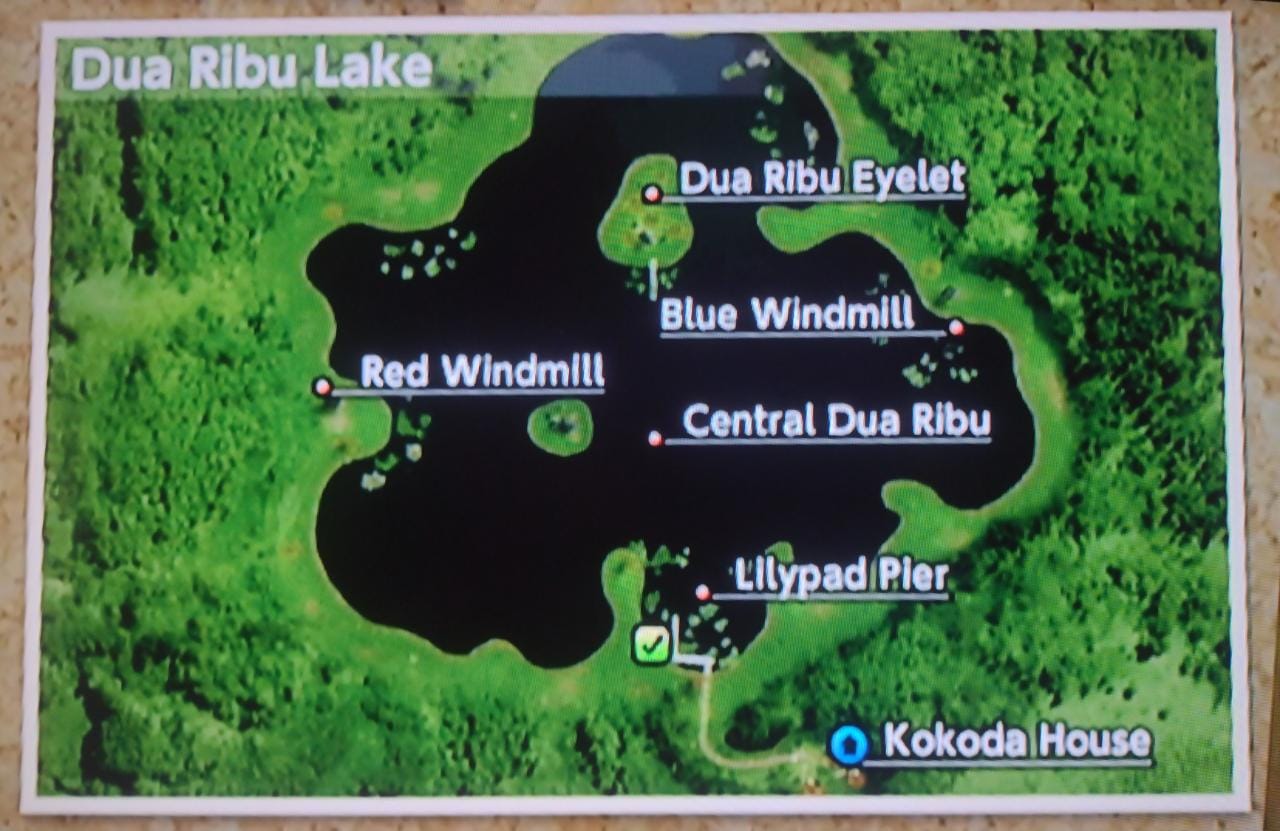 Dua Ribu Lake
Dua Ribu Eyelet
Blue Windmill
Red Windmill
Central Dua Ribu
Lilypad Pier
Kokoda House